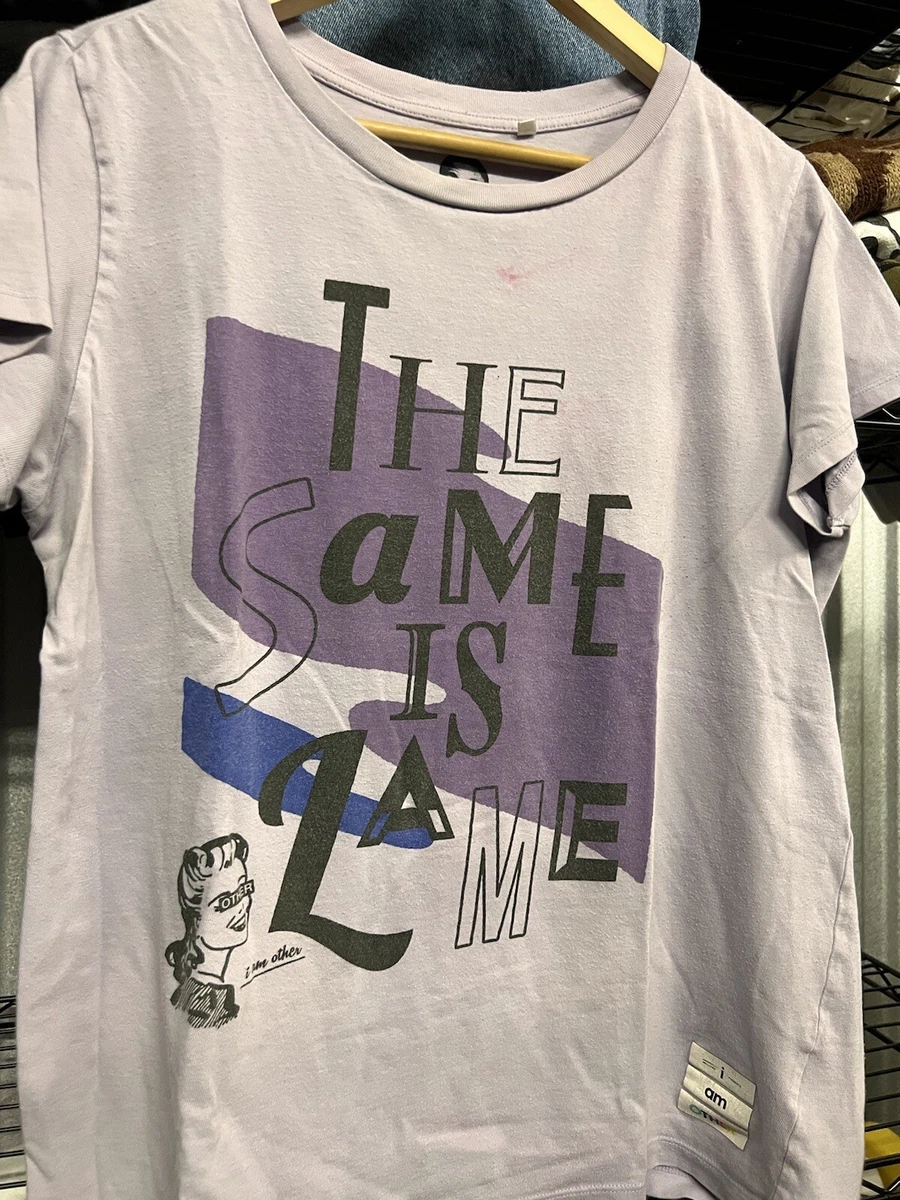 THE
SaME
IS
LAME
OTHER
i am other
i
am
OTHER